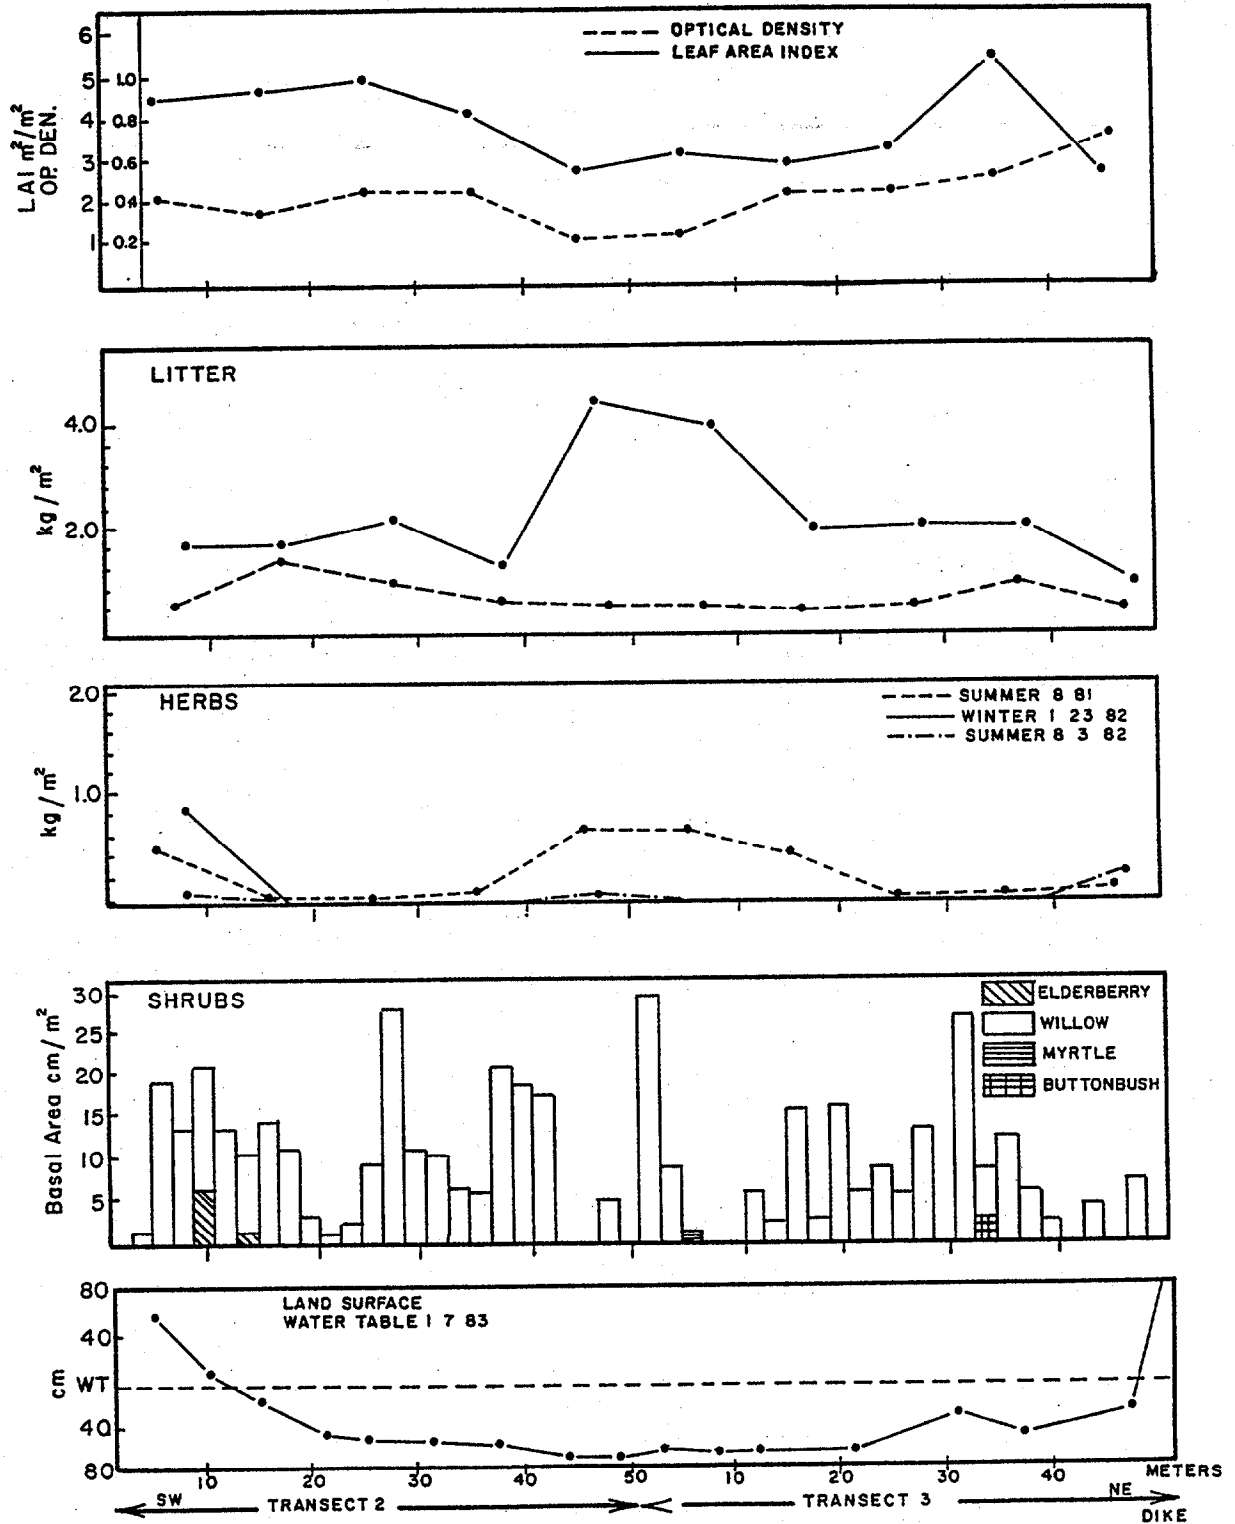 OPTICAL DENSITY
LEAF AREA INDEX
LAI m²/m²
OP. DEN.
6
5
4
3
2
1
1.0
0.8
0.6
0.4
0.2
LITTER
kg/m²
4.0
2.0
HERBS
SUMMER 8 81
WINTER 1 23 82
SUMMER 8 3 82
kg/m²
2.0
1.0
SHRUBS
ELDERBERRY
WILLOW
MYRTLE
BUTTONBUSH
Basal Area cm/m²
30
25
20
15
10
5
LAND SURFACE
WATER TABLE 1 7 83
cm
80
40
WT
40
80
10 20 30 40 50 10 20 30 40 METERS
SW TRANSECT 2 TRANSECT 3 NE
DIKE